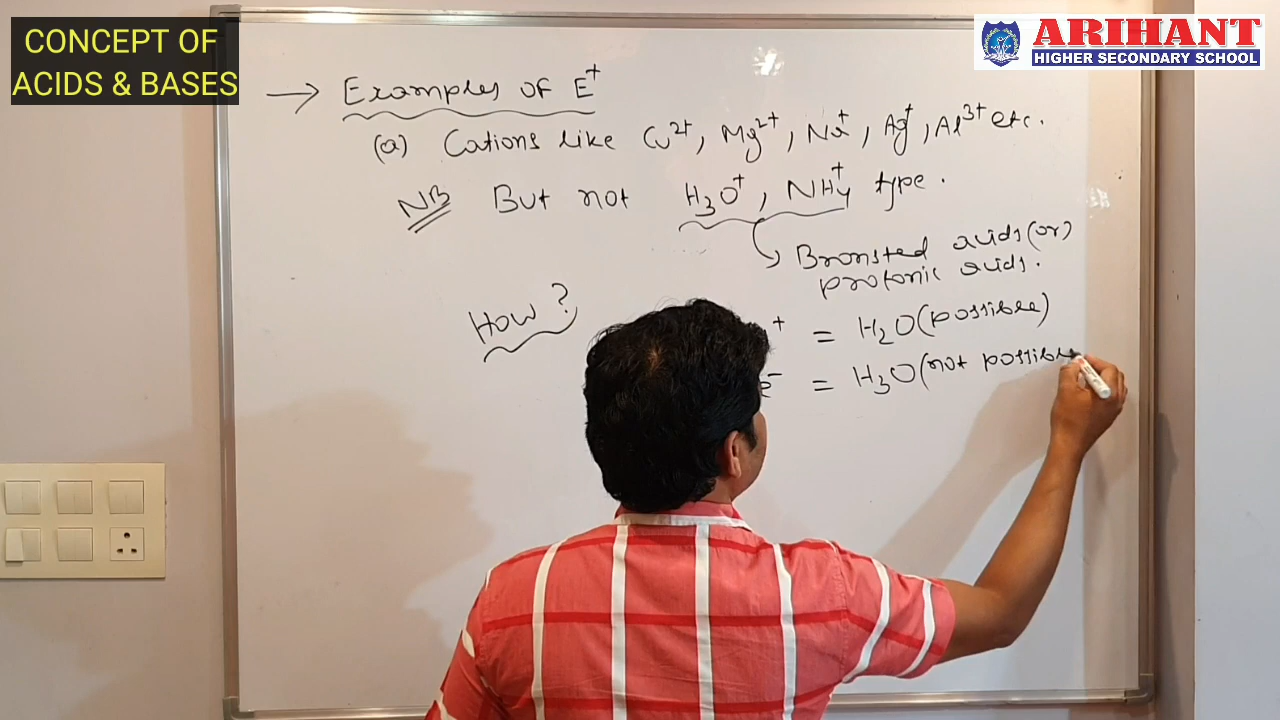 CONCEPT OF
ACIDS & BASES
ARIHANT
HIGHER SECONDARY SCHOOL
→ Examples of E⁺
(a) Cations like Cu²⁺, Mg²⁺, Na⁺, Ag⁺, Al³⁺ etc.
NB But not H₃O⁺, NH₄⁺ type.
Bronsted acids (or)
protonic acids.
How?
⁺ = H₂O (possible)
e⁻ = H₃O (not possible